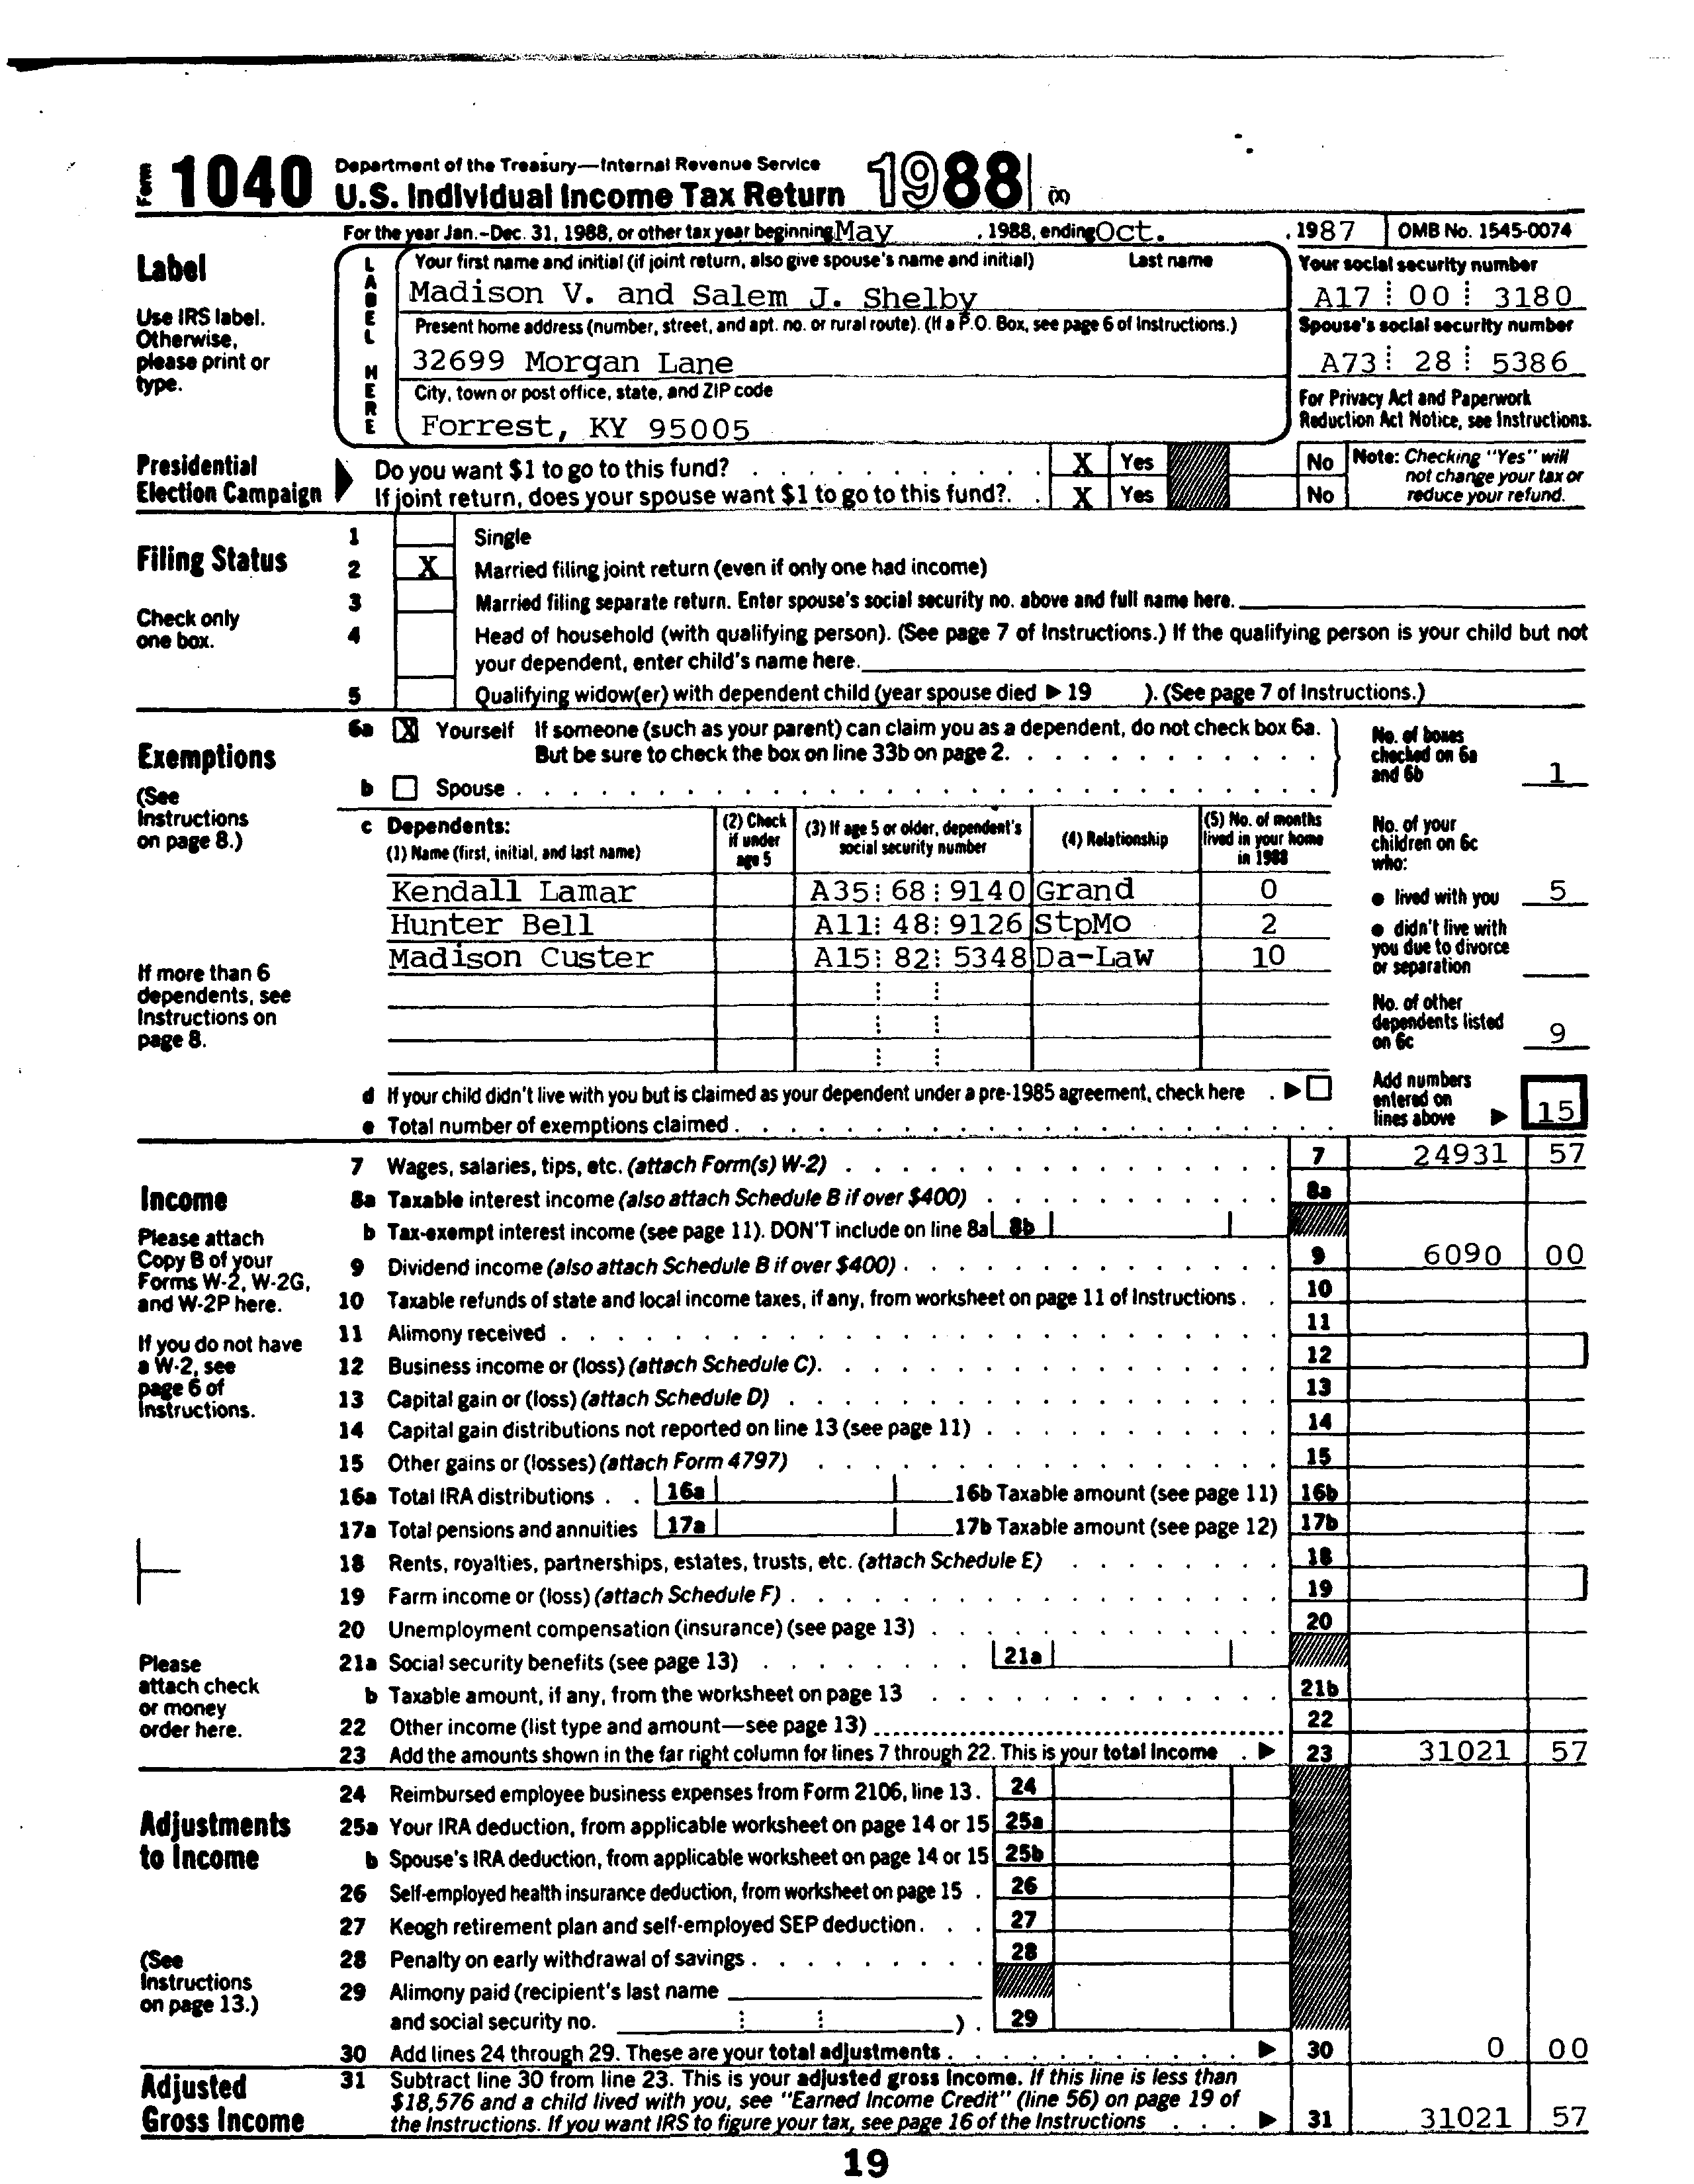 Form 1040 Department of the Treasury—Internal Revenue Service
U.S. Individual Income Tax Return 1988 (X)
For the year Jan.-Dec. 31, 1988, or other tax year beginning May , 1988, ending Oct. , 1987 OMB No. 1545-0074
Label
Use IRS label.
Otherwise,
please print or
type.
LABEL HERE
Your first name and initial (if joint return, also give spouse's name and initial) Last name
Madison V. and Salem J. Shelby
Present home address (number, street, and apt. no. or rural route). (If a P.O. Box, see page 6 of Instructions.)
32699 Morgan Lane
City, town or post office, state, and ZIP code
Forrest, KY 95005
Your social security number
A17 00 3180
Spouse's social security number
A73 28 5386
For Privacy Act and Paperwork
Reduction Act Notice, see Instructions.
Presidential
Election Campaign
Do you want $1 to go to this fund? X Yes No
If joint return, does your spouse want $1 to go to this fund? X Yes No
Note: Checking "Yes" will
not change your tax or
reduce your refund.
Filing Status
Check only
one box.
1 Single
2 X Married filing joint return (even if only one had income)
3 Married filing separate return. Enter spouse's social security no. above and full name here.
4 Head of household (with qualifying person). (See page 7 of Instructions.) If the qualifying person is your child but not
your dependent, enter child's name here.
5 Qualifying widow(er) with dependent child (year spouse died ▶ 19 ). (See page 7 of Instructions.)
Exemptions
(See
Instructions
on page 8.)
If more than 6
dependents, see
Instructions on
page 8.
6a X Yourself If someone (such as your parent) can claim you as a dependent, do not check box 6a.
But be sure to check the box on line 33b on page 2.
b Spouse
No. of boxes
checked on 6a
and 6b 1
c Dependents:
(1) Name (first, initial, and last name)
(2) Check
if under
age 5
(3) If age 5 or older, dependent's
social security number
(4) Relationship
(5) No. of months
lived in your home
in 1988
Kendall Lamar A35 68 9140 Grand 0
Hunter Bell A11 48 9126 StpMo 2
Madison Custer A15 82 5348 Da-Law 10
No. of your
children on 6c
who:
● lived with you 5
● didn't live with
you due to divorce
or separation
No. of other
dependents listed
on 6c 9
d If your child didn't live with you but is claimed as your dependent under a pre-1985 agreement, check here ▶
e Total number of exemptions claimed
Add numbers
entered on
lines above ▶ 15
Income
Please attach
Copy B of your
Forms W-2, W-2G,
and W-2P here.
If you do not have
a W-2, see
page 6 of
Instructions.
Please
attach check
or money
order here.
7 Wages, salaries, tips, etc. (attach Form(s) W-2) 7 24931 57
8a Taxable interest income (also attach Schedule B if over $400) 8a
b Tax-exempt interest income (see page 11). DON'T include on line 8a 8b
9 Dividend income (also attach Schedule B if over $400) 9 6090 00
10 Taxable refunds of state and local income taxes, if any, from worksheet on page 11 of Instructions 10
11 Alimony received 11
12 Business income or (loss) (attach Schedule C) 12
13 Capital gain or (loss) (attach Schedule D) 13
14 Capital gain distributions not reported on line 13 (see page 11) 14
15 Other gains or (losses) (attach Form 4797) 15
16a Total IRA distributions 16a 16b Taxable amount (see page 11) 16b
17a Total pensions and annuities 17a 17b Taxable amount (see page 12) 17b
18 Rents, royalties, partnerships, estates, trusts, etc. (attach Schedule E) 18
19 Farm income or (loss) (attach Schedule F) 19
20 Unemployment compensation (insurance) (see page 13) 20
21a Social security benefits (see page 13) 21a
b Taxable amount, if any, from the worksheet on page 13 21b
22 Other income (list type and amount—see page 13) 22
23 Add the amounts shown in the far right column for lines 7 through 22. This is your total income ▶ 23 31021 57
Adjustments
to Income
(See
Instructions
on page 13.)
24 Reimbursed employee business expenses from Form 2106, line 13. 24
25a Your IRA deduction, from applicable worksheet on page 14 or 15 25a
b Spouse's IRA deduction, from applicable worksheet on page 14 or 15 25b
26 Self-employed health insurance deduction, from worksheet on page 15 26
27 Keogh retirement plan and self-employed SEP deduction 27
28 Penalty on early withdrawal of savings 28
29 Alimony paid (recipient's last name
and social security no. ) 29
30 Add lines 24 through 29. These are your total adjustments ▶ 30 0 00
Adjusted
Gross Income
31 Subtract line 30 from line 23. This is your adjusted gross income. If this line is less than
$18,576 and a child lived with you, see "Earned Income Credit" (line 56) on page 19 of
the Instructions. If you want IRS to figure your tax, see page 16 of the Instructions ▶ 31 31021 57
19